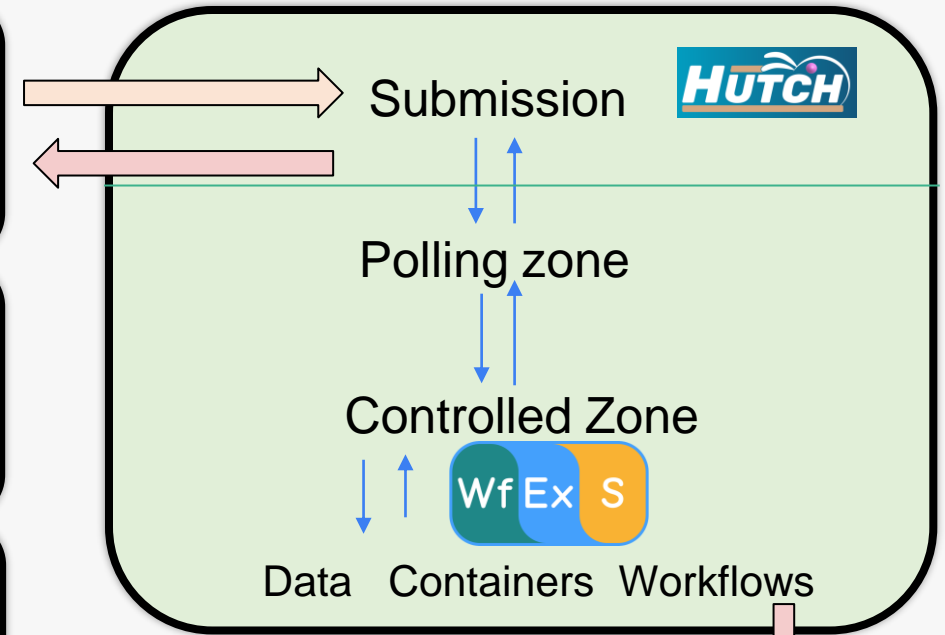 Submission
HUTCH
Polling zone
Controlled Zone
Wf Ex S
Data Containers Workflows